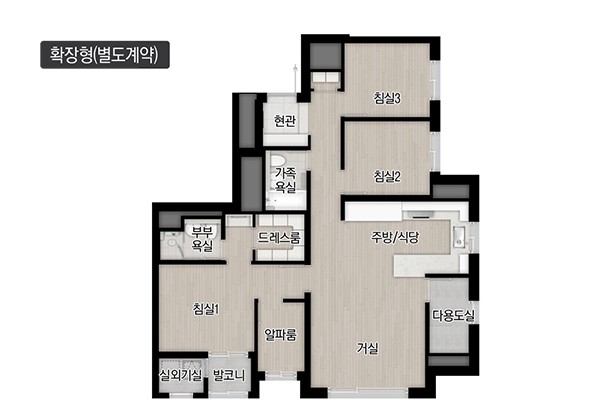 확장형(별도계약)
침실3
현관
가족
욕실
침실2
부부
욕실
드레스룸
주방/식당
침실1
알파룸
거실
다용도실
실외기실
발코니